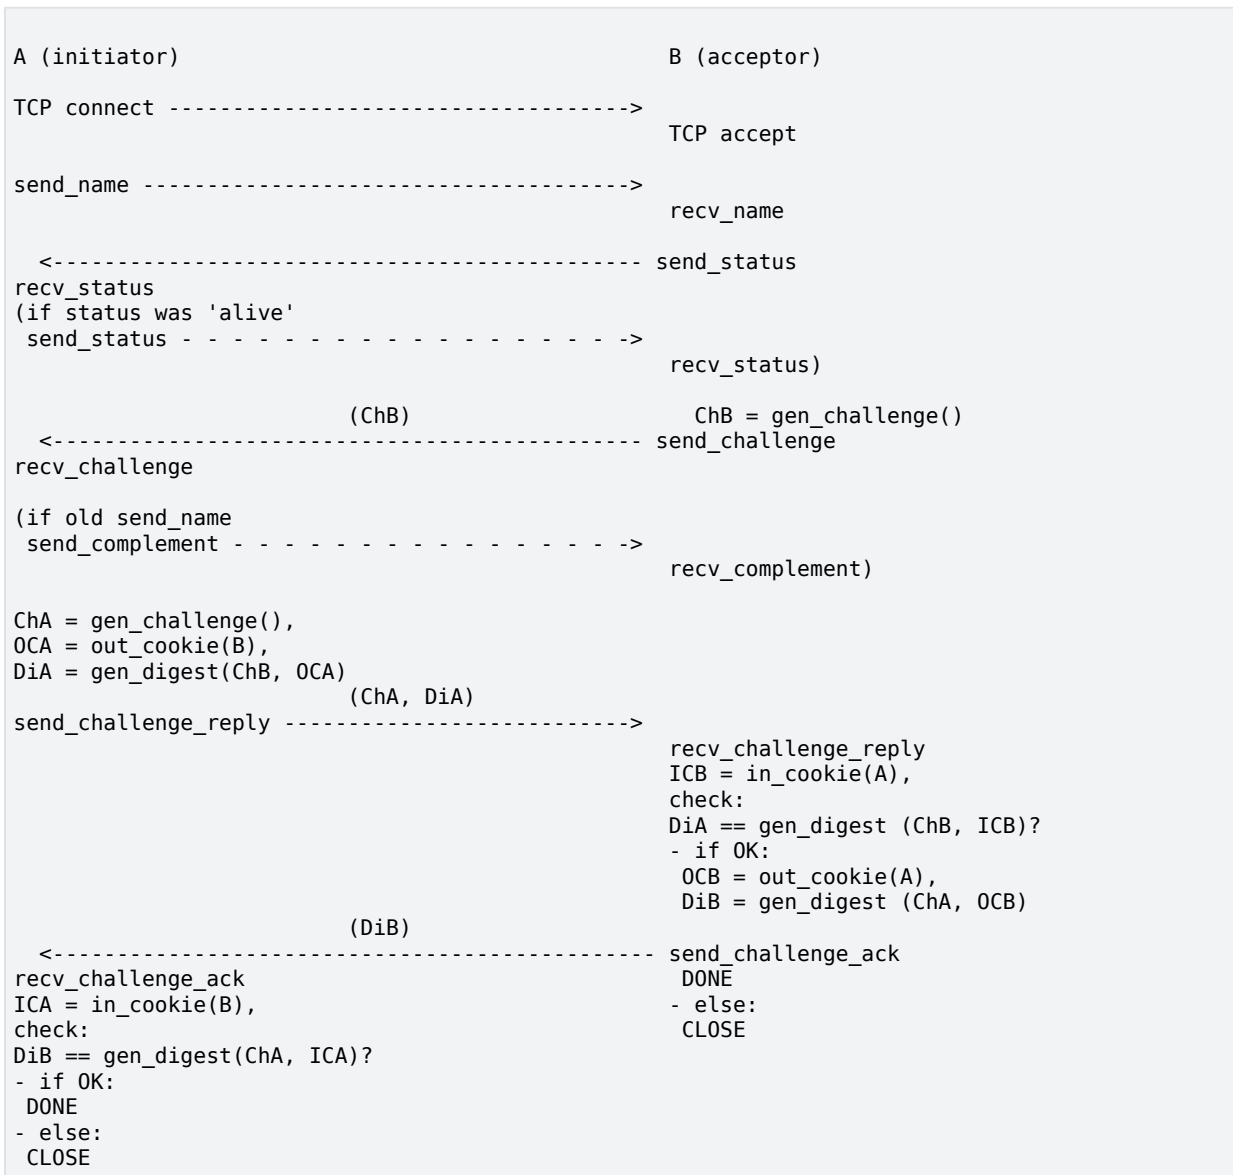 A (initiator)                                      B (acceptor)
TCP connect ------------------------------------>
                                                   TCP accept
send_name -------------------------------------->
                                                   recv_name
  <---------------------------------------------- send_status
recv_status
(if status was 'alive'
 send_status - - - - - - - - - - - - - - - - - ->
                                                   recv_status)
                          (ChB)                      ChB = gen_challenge()
  <---------------------------------------------- send_challenge
recv_challenge
(if old send_name
 send_complement - - - - - - - - - - - - - - - ->
                                                   recv_complement)
ChA = gen_challenge(),
OCA = out_cookie(B),
DiA = gen_digest(ChB, OCA)
                          (ChA, DiA)
send_challenge_reply --------------------------->
                                                   recv_challenge_reply
                                                   ICB = in_cookie(A),
                                                   check:
                                                   DiA == gen_digest (ChB, ICB)?
                                                   - if OK:
                                                    OCB = out_cookie(A),
                                                    DiB = gen_digest (ChA, OCB)
                          (DiB)
  <----------------------------------------------- send_challenge_ack
recv_challenge_ack                                  DONE
ICA = in_cookie(B),                                - else:
check:                                              CLOSE
DiB == gen_digest(ChA, ICA)?
- if OK:
 DONE
- else:
 CLOSE